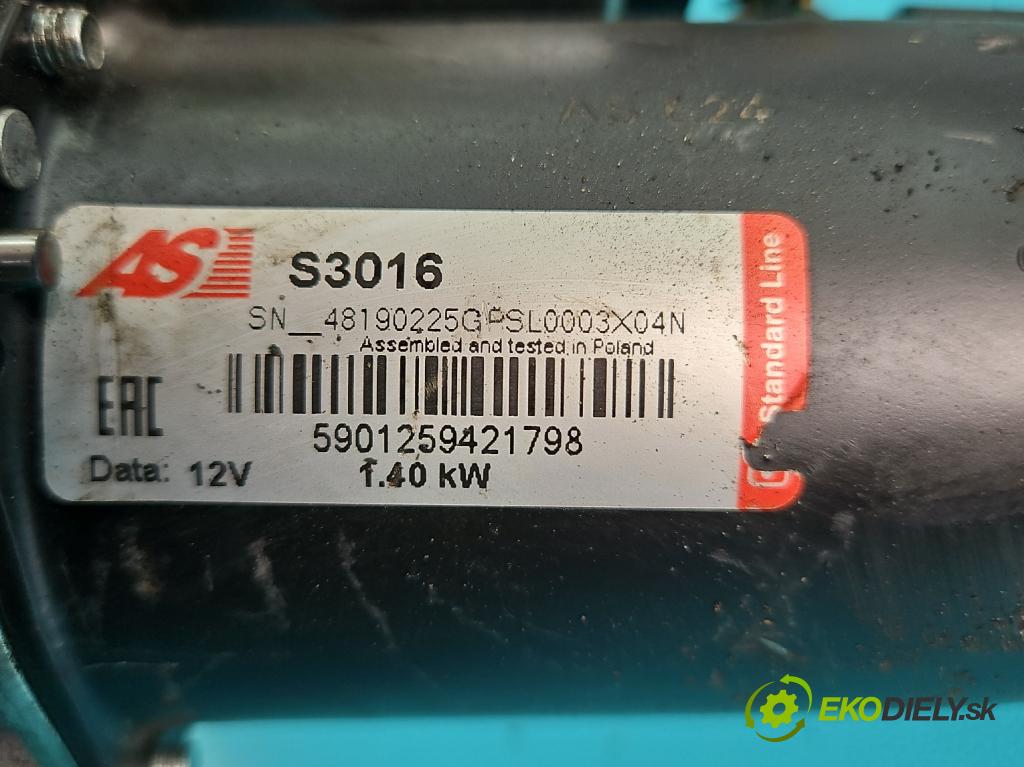 AS
S3016
SN__48190225GPSL0003X04N
Assembled and tested in Poland
EAC
5901259421798
Data: 12V 1.40 kW
Standard Line
EKODIELY.sk